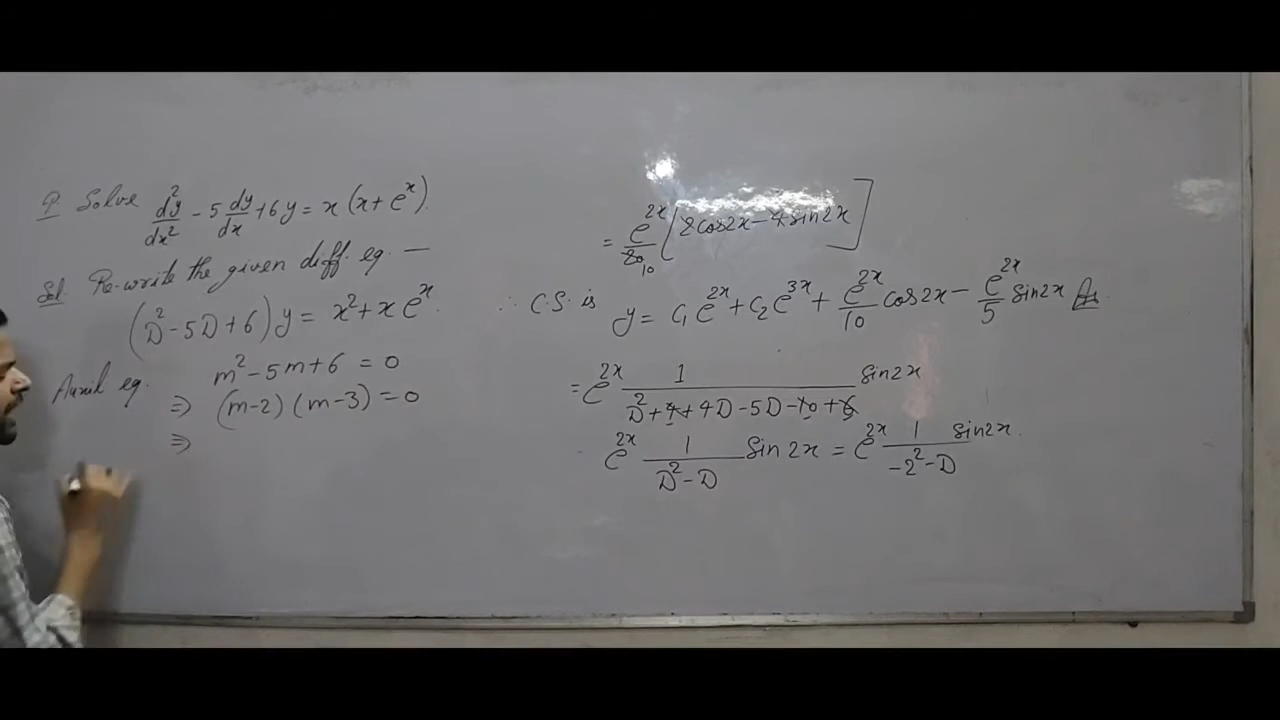 Q. Solve d²y/dx² - 5 dy/dx + 6y = x(x + eˣ).
Sol. Re-write the given diff. eq. —
(D² - 5D + 6)y = x² + x eˣ.
Auxil eq. m² - 5m + 6 = 0
⇒ (m-2)(m-3) = 0
⇒
= e²ˣ/20 10 [2cos2x - 4sin2x]
∴ C.S. is y = c₁e²ˣ + c₂e³ˣ + e²ˣ/10 cos2x - e²ˣ/5 sin2x
= e²ˣ 1/(D² + 4 + 4D - 5D - 10 + 6) sin2x
e²ˣ 1/(D² - D) sin 2x = e²ˣ 1/(-2² - D) sin2x.